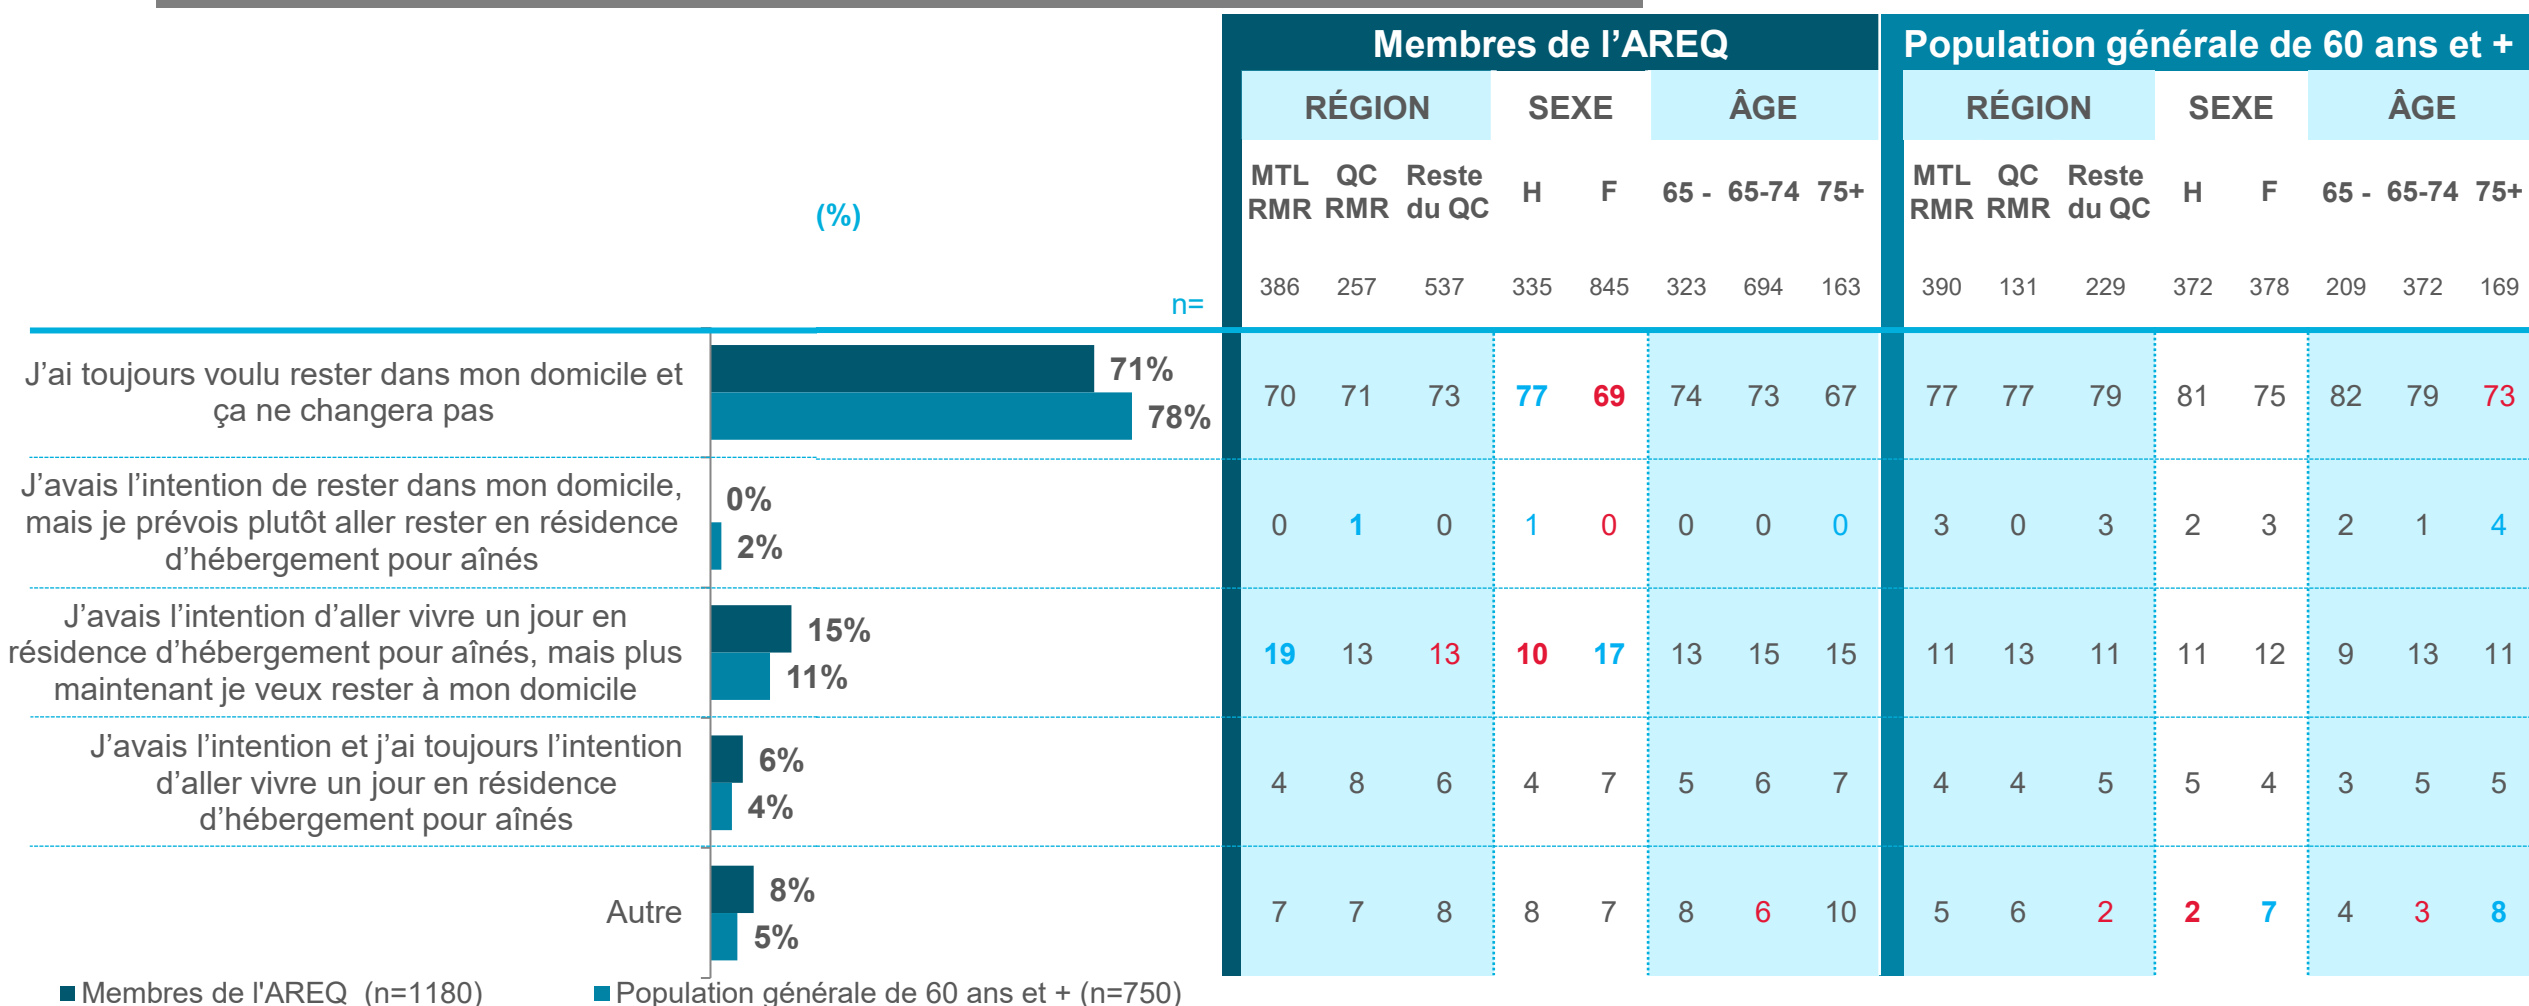 Membres de l’AREQ
Population générale de 60 ans et +
RÉGION SEXE ÂGE
RÉGION SEXE ÂGE
(%)
MTL RMR QC RMR Reste du QC H F 65 - 65-74 75+
MTL RMR QC RMR Reste du QC H F 65 - 65-74 75+
n= 386 257 537 335 845 323 694 163 390 131 229 372 378 209 372 169
J’ai toujours voulu rester dans mon domicile et
ça ne changera pas
71%
78%
70 71 73 77 69 74 73 67 77 77 79 81 75 82 79 73
J’avais l’intention de rester dans mon domicile,
mais je prévois plutôt aller rester en résidence
d’hébergement pour aînés
0%
2%
0 1 0 1 0 0 0 0 3 0 3 2 3 2 1 4
J’avais l’intention d’aller vivre un jour en
résidence d’hébergement pour aînés, mais plus
maintenant je veux rester à mon domicile
15%
11%
19 13 13 10 17 13 15 15 11 13 11 11 12 9 13 11
J’avais l’intention et j’ai toujours l’intention
d’aller vivre un jour en résidence
d’hébergement pour aînés
6%
4%
4 8 6 4 7 5 6 7 4 4 5 5 4 3 5 5
Autre
8%
5%
7 7 8 8 7 8 6 10 5 6 2 2 7 4 3 8
Membres de l'AREQ (n=1180)
Population générale de 60 ans et + (n=750)